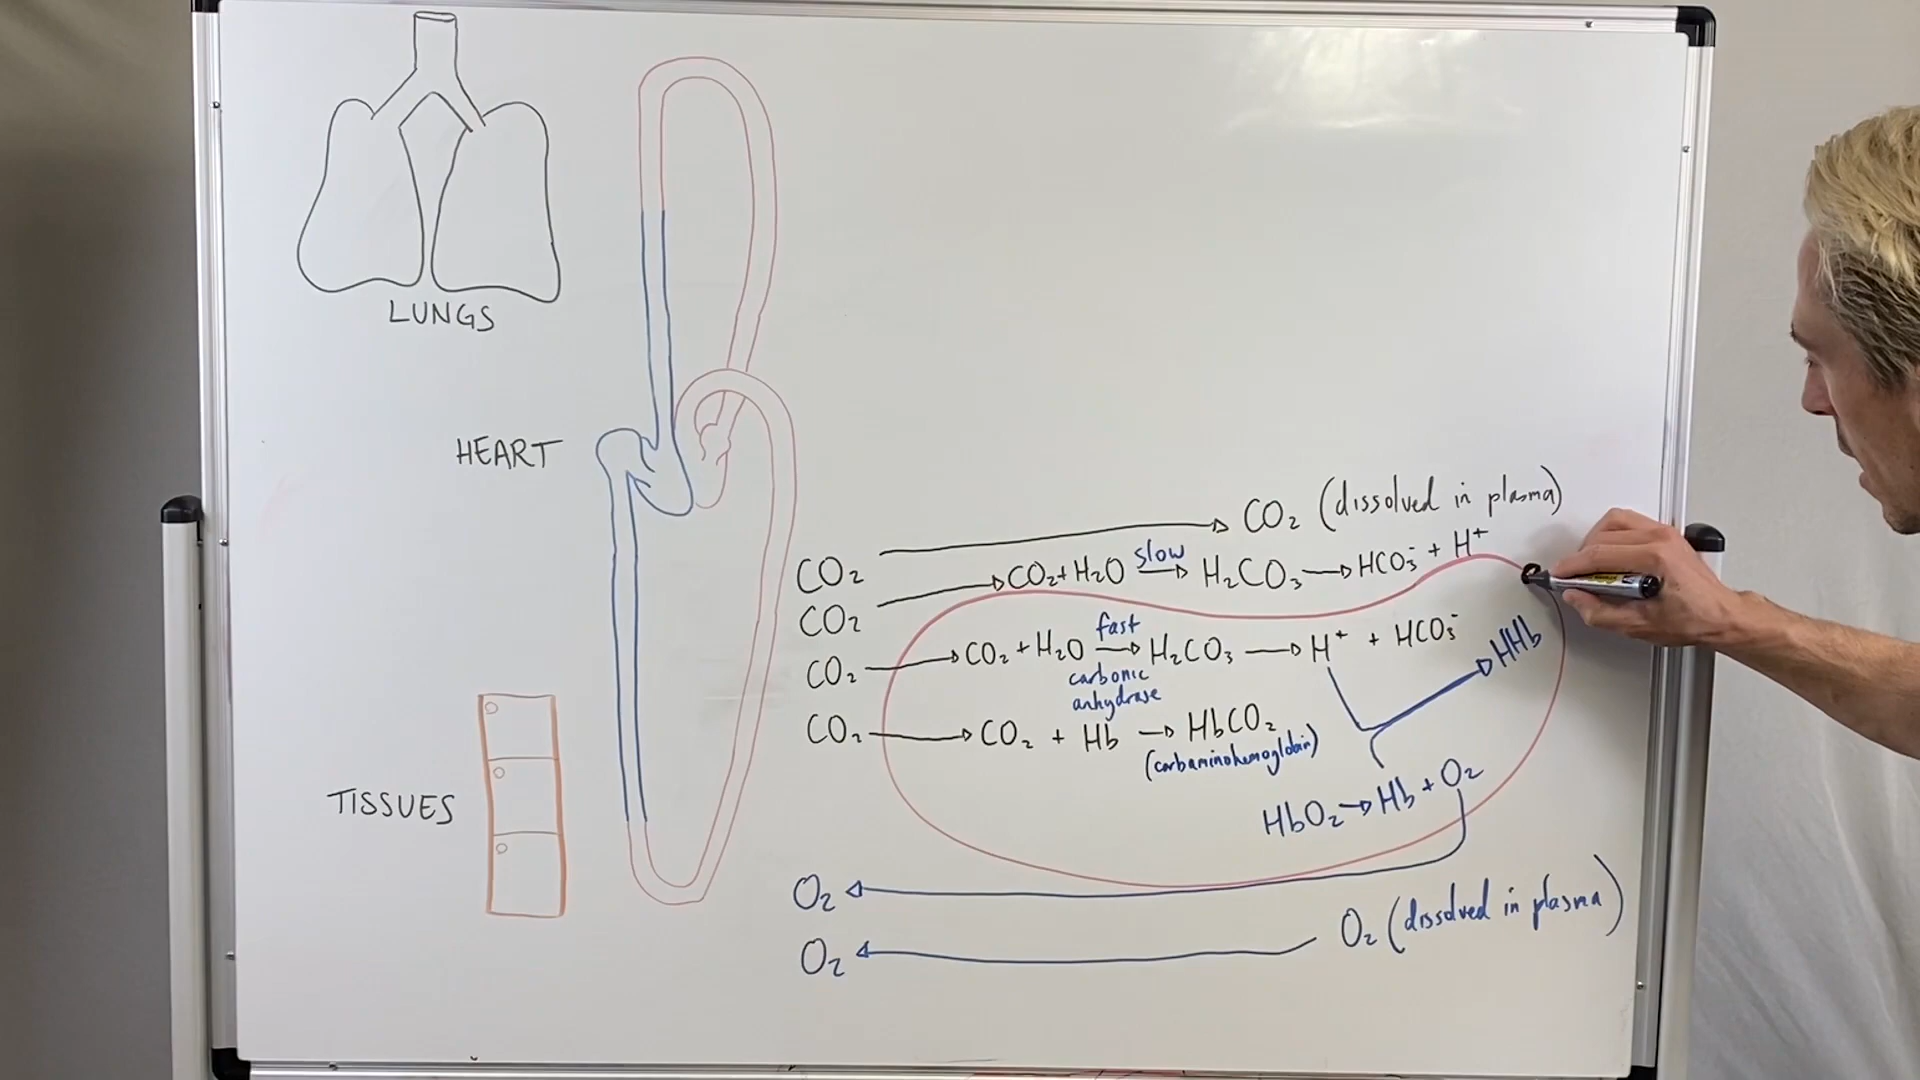 LUNGS
HEART
TISSUES
CO₂ (dissolved in plasma)
CO₂
slow
CO₂ + H₂O → H₂CO₃ → HCO₃⁻ + H⁺
CO₂
fast
CO₂ CO₂ + H₂O → H₂CO₃ → H⁺ + HCO₃⁻
HHb
carbonic
anhydrase
CO₂ CO₂ + Hb → HbCO₂
(carbaminohemoglobin)
HbO₂ → Hb + O₂
O₂
O₂ (dissolved in plasma)
O₂